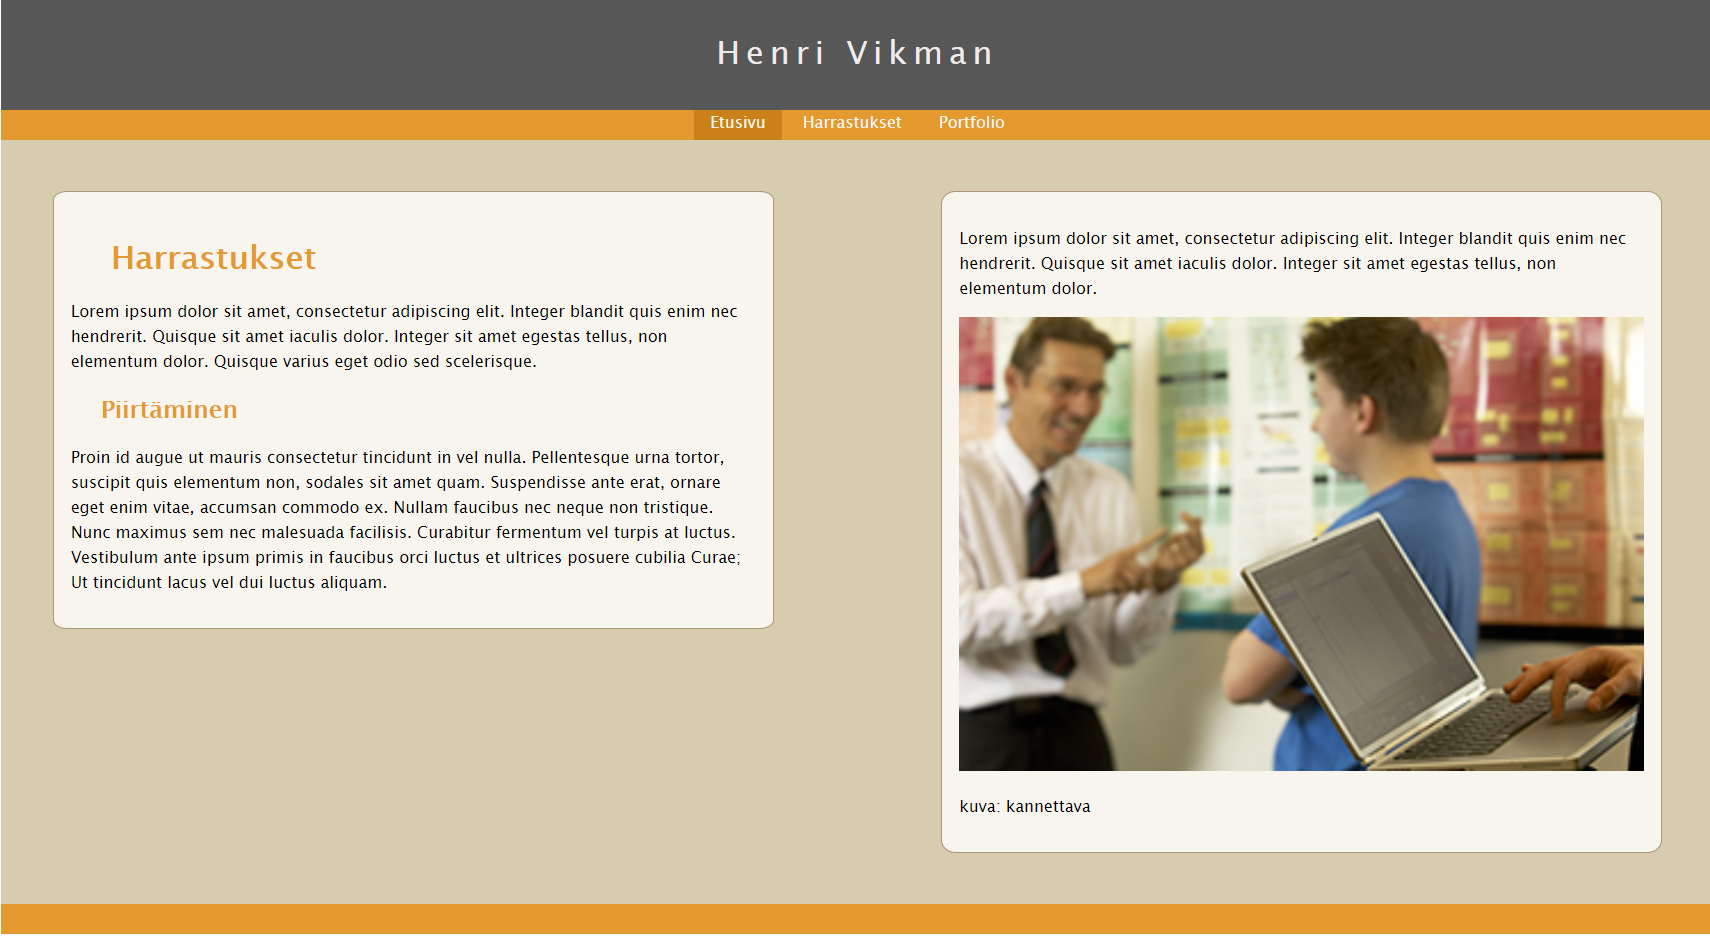 Henri Vikman
Etusivu Harrastukset Portfolio
Harrastukset
Lorem ipsum dolor sit amet, consectetur adipiscing elit. Integer blandit quis enim nec
hendrerit. Quisque sit amet iaculis dolor. Integer sit amet egestas tellus, non
elementum dolor. Quisque varius eget odio sed scelerisque.
Piirtäminen
Proin id augue ut mauris consectetur tincidunt in vel nulla. Pellentesque urna tortor,
suscipit quis elementum non, sodales sit amet quam. Suspendisse ante erat, ornare
eget enim vitae, accumsan commodo ex. Nullam faucibus nec neque non tristique.
Nunc maximus sem nec malesuada facilisis. Curabitur fermentum vel turpis at luctus.
Vestibulum ante ipsum primis in faucibus orci luctus et ultrices posuere cubilia Curae;
Ut tincidunt lacus vel dui luctus aliquam.
Lorem ipsum dolor sit amet, consectetur adipiscing elit. Integer blandit quis enim nec
hendrerit. Quisque sit amet iaculis dolor. Integer sit amet egestas tellus, non
elementum dolor.
kuva: kannettava